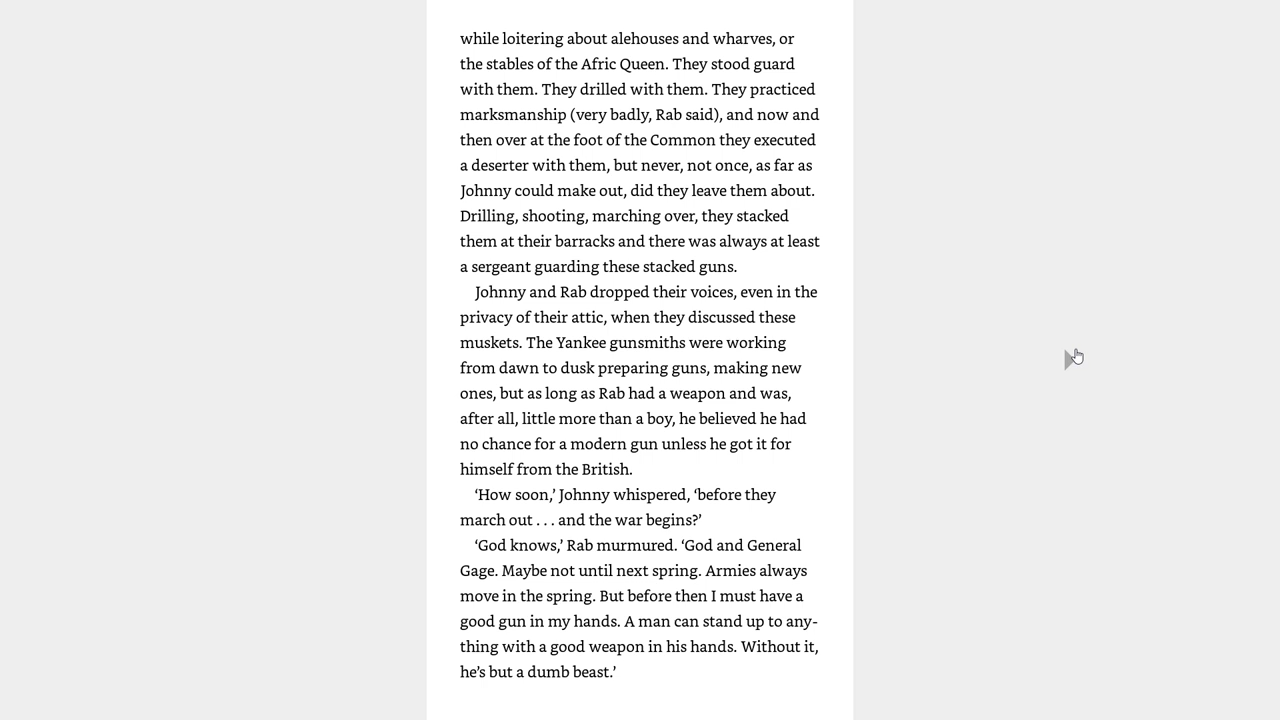 while loitering about alehouses and wharves, or
the stables of the Afric Queen. They stood guard
with them. They drilled with them. They practiced
marksmanship (very badly, Rab said), and now and
then over at the foot of the Common they executed
a deserter with them, but never, not once, as far as
Johnny could make out, did they leave them about.
Drilling, shooting, marching over, they stacked
them at their barracks and there was always at least
a sergeant guarding these stacked guns.
Johnny and Rab dropped their voices, even in the
privacy of their attic, when they discussed these
muskets. The Yankee gunsmiths were working
from dawn to dusk preparing guns, making new
ones, but as long as Rab had a weapon and was,
after all, little more than a boy, he believed he had
no chance for a modern gun unless he got it for
himself from the British.
‘How soon,’ Johnny whispered, ‘before they
march out . . . and the war begins?’
‘God knows,’ Rab murmured. ‘God and General
Gage. Maybe not until next spring. Armies always
move in the spring. But before then I must have a
good gun in my hands. A man can stand up to any-
thing with a good weapon in his hands. Without it,
he’s but a dumb beast.’